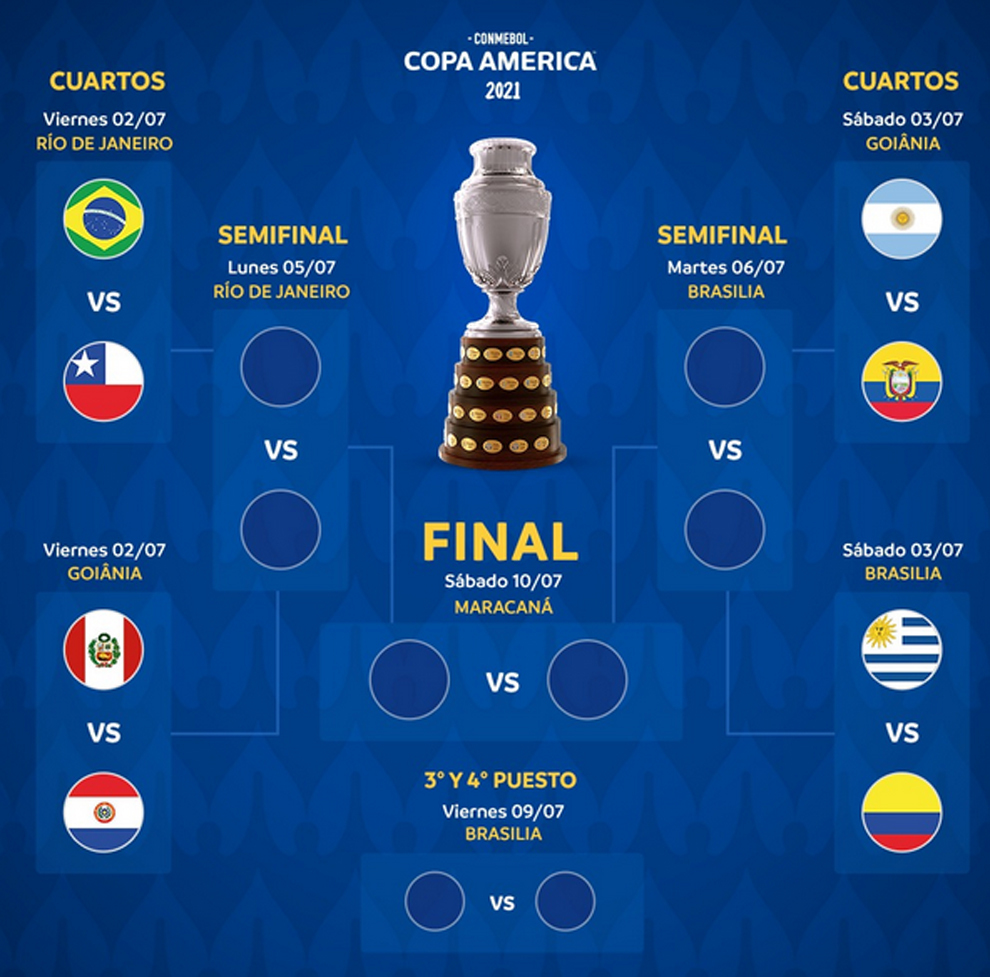 - CONMEBOL -
COPA AMERICA
2021
CUARTOS
Viernes 02/07
RÍO DE JANEIRO
VS
SEMIFINAL
Lunes 05/07
RÍO DE JANEIRO
VS
Viernes 02/07
GOIÂNIA
VS
CUARTOS
Sábado 03/07
GOIÂNIA
VS
SEMIFINAL
Martes 06/07
BRASILIA
VS
Sábado 03/07
BRASILIA
VS
FINAL
Sábado 10/07
MARACANÁ
VS
3° Y 4° PUESTO
Viernes 09/07
BRASILIA
VS